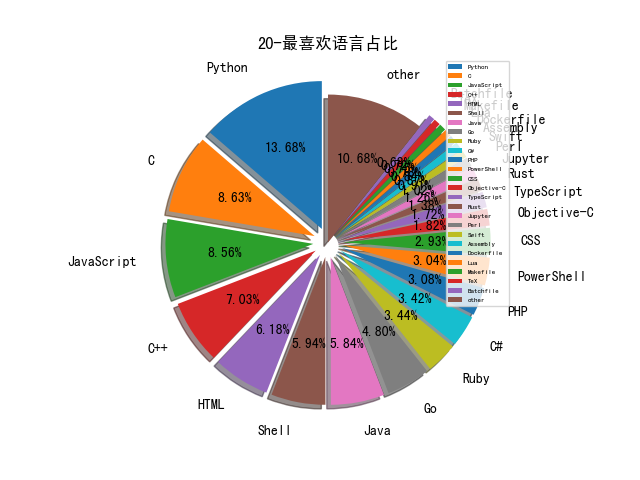 20-最喜欢语言占比
Python
13.68%
C
8.63%
JavaScript
8.56%
C++
7.03%
HTML
6.18%
Shell
5.94%
Java
5.84%
Go
4.80%
Ruby
3.44%
C#
3.42%
PHP
3.08%
PowerShell
3.04%
CSS
2.93%
Objective-C
1.82%
TypeScript
1.72%
Rust
Jupyter
Perl
Swift
Assembly
Dockerfile
Makefile
Batchfile
other
10.68%
Python
C
JavaScript
C++
HTML
Shell
Java
Go
Ruby
C#
PHP
PowerShell
CSS
Objective-C
TypeScript
Rust
Jupyter
Perl
Swift
Assembly
Dockerfile
Lua
Makefile
TeX
Batchfile
other